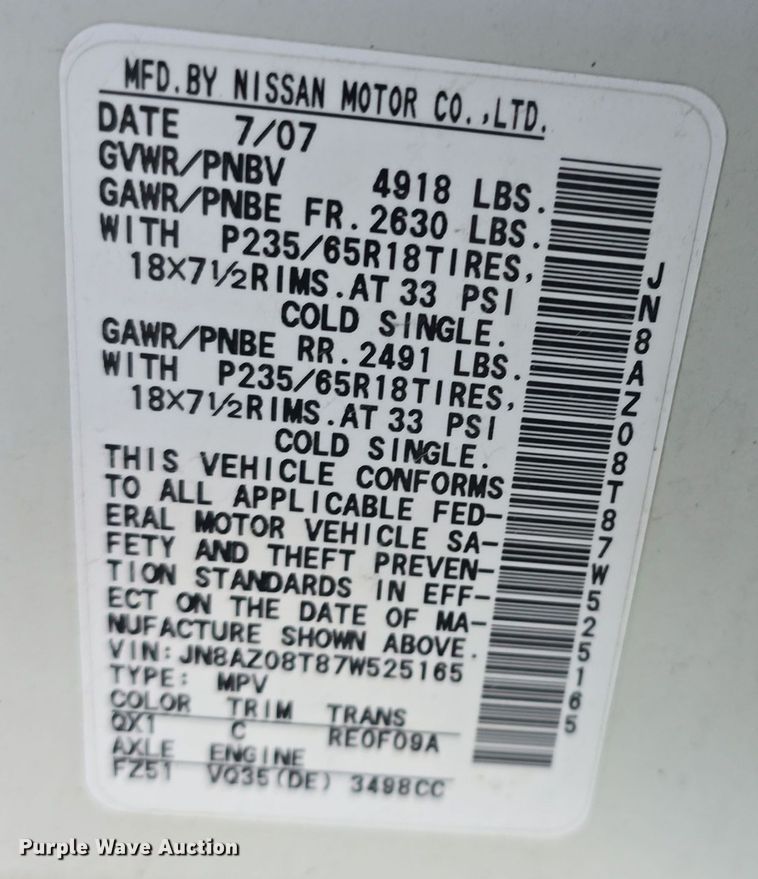 MFD.BY NISSAN MOTOR CO.,LTD.
DATE 7/07
GVWR/PNBV 4918 LBS.
GAWR/PNBE FR.2630 LBS.
WITH P235/65R18TIRES,
18×7½RIMS.AT 33 PSI
COLD SINGLE.
GAWR/PNBE RR.2491 LBS.
WITH P235/65R18TIRES,
18×7½RIMS.AT 33 PSI
COLD SINGLE.
THIS VEHICLE CONFORMS
TO ALL APPLICABLE FED-
ERAL MOTOR VEHICLE SA-
FETY AND THEFT PREVEN-
TION STANDARDS IN EFF-
ECT ON THE DATE OF MA-
NUFACTURE SHOWN ABOVE.
VIN:JN8AZ08T87W525165
TYPE: MPV
COLOR TRIM TRANS
QX1 C RE0F09A
AXLE ENGINE
FZ51 VQ35(DE) 3498CC
JN8AZ08T87W525165
Purple Wave Auction